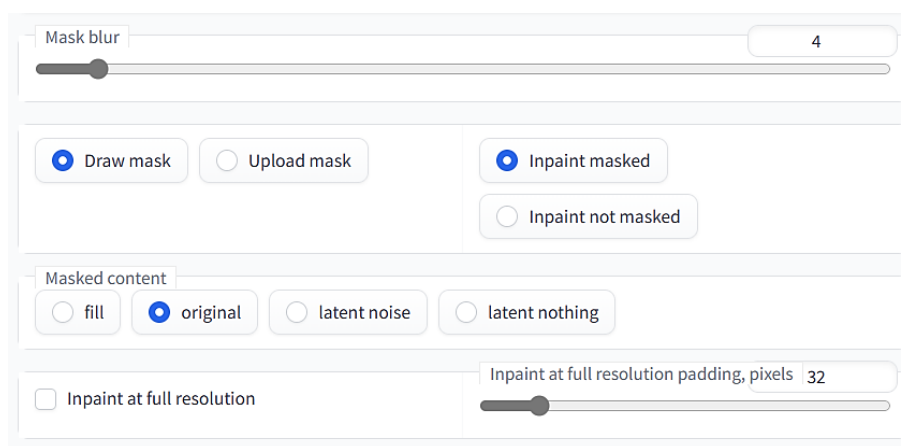 Mask blur
4
Draw mask
Upload mask
Inpaint masked
Inpaint not masked
Masked content
fill
original
latent noise
latent nothing
Inpaint at full resolution
Inpaint at full resolution padding, pixels
32